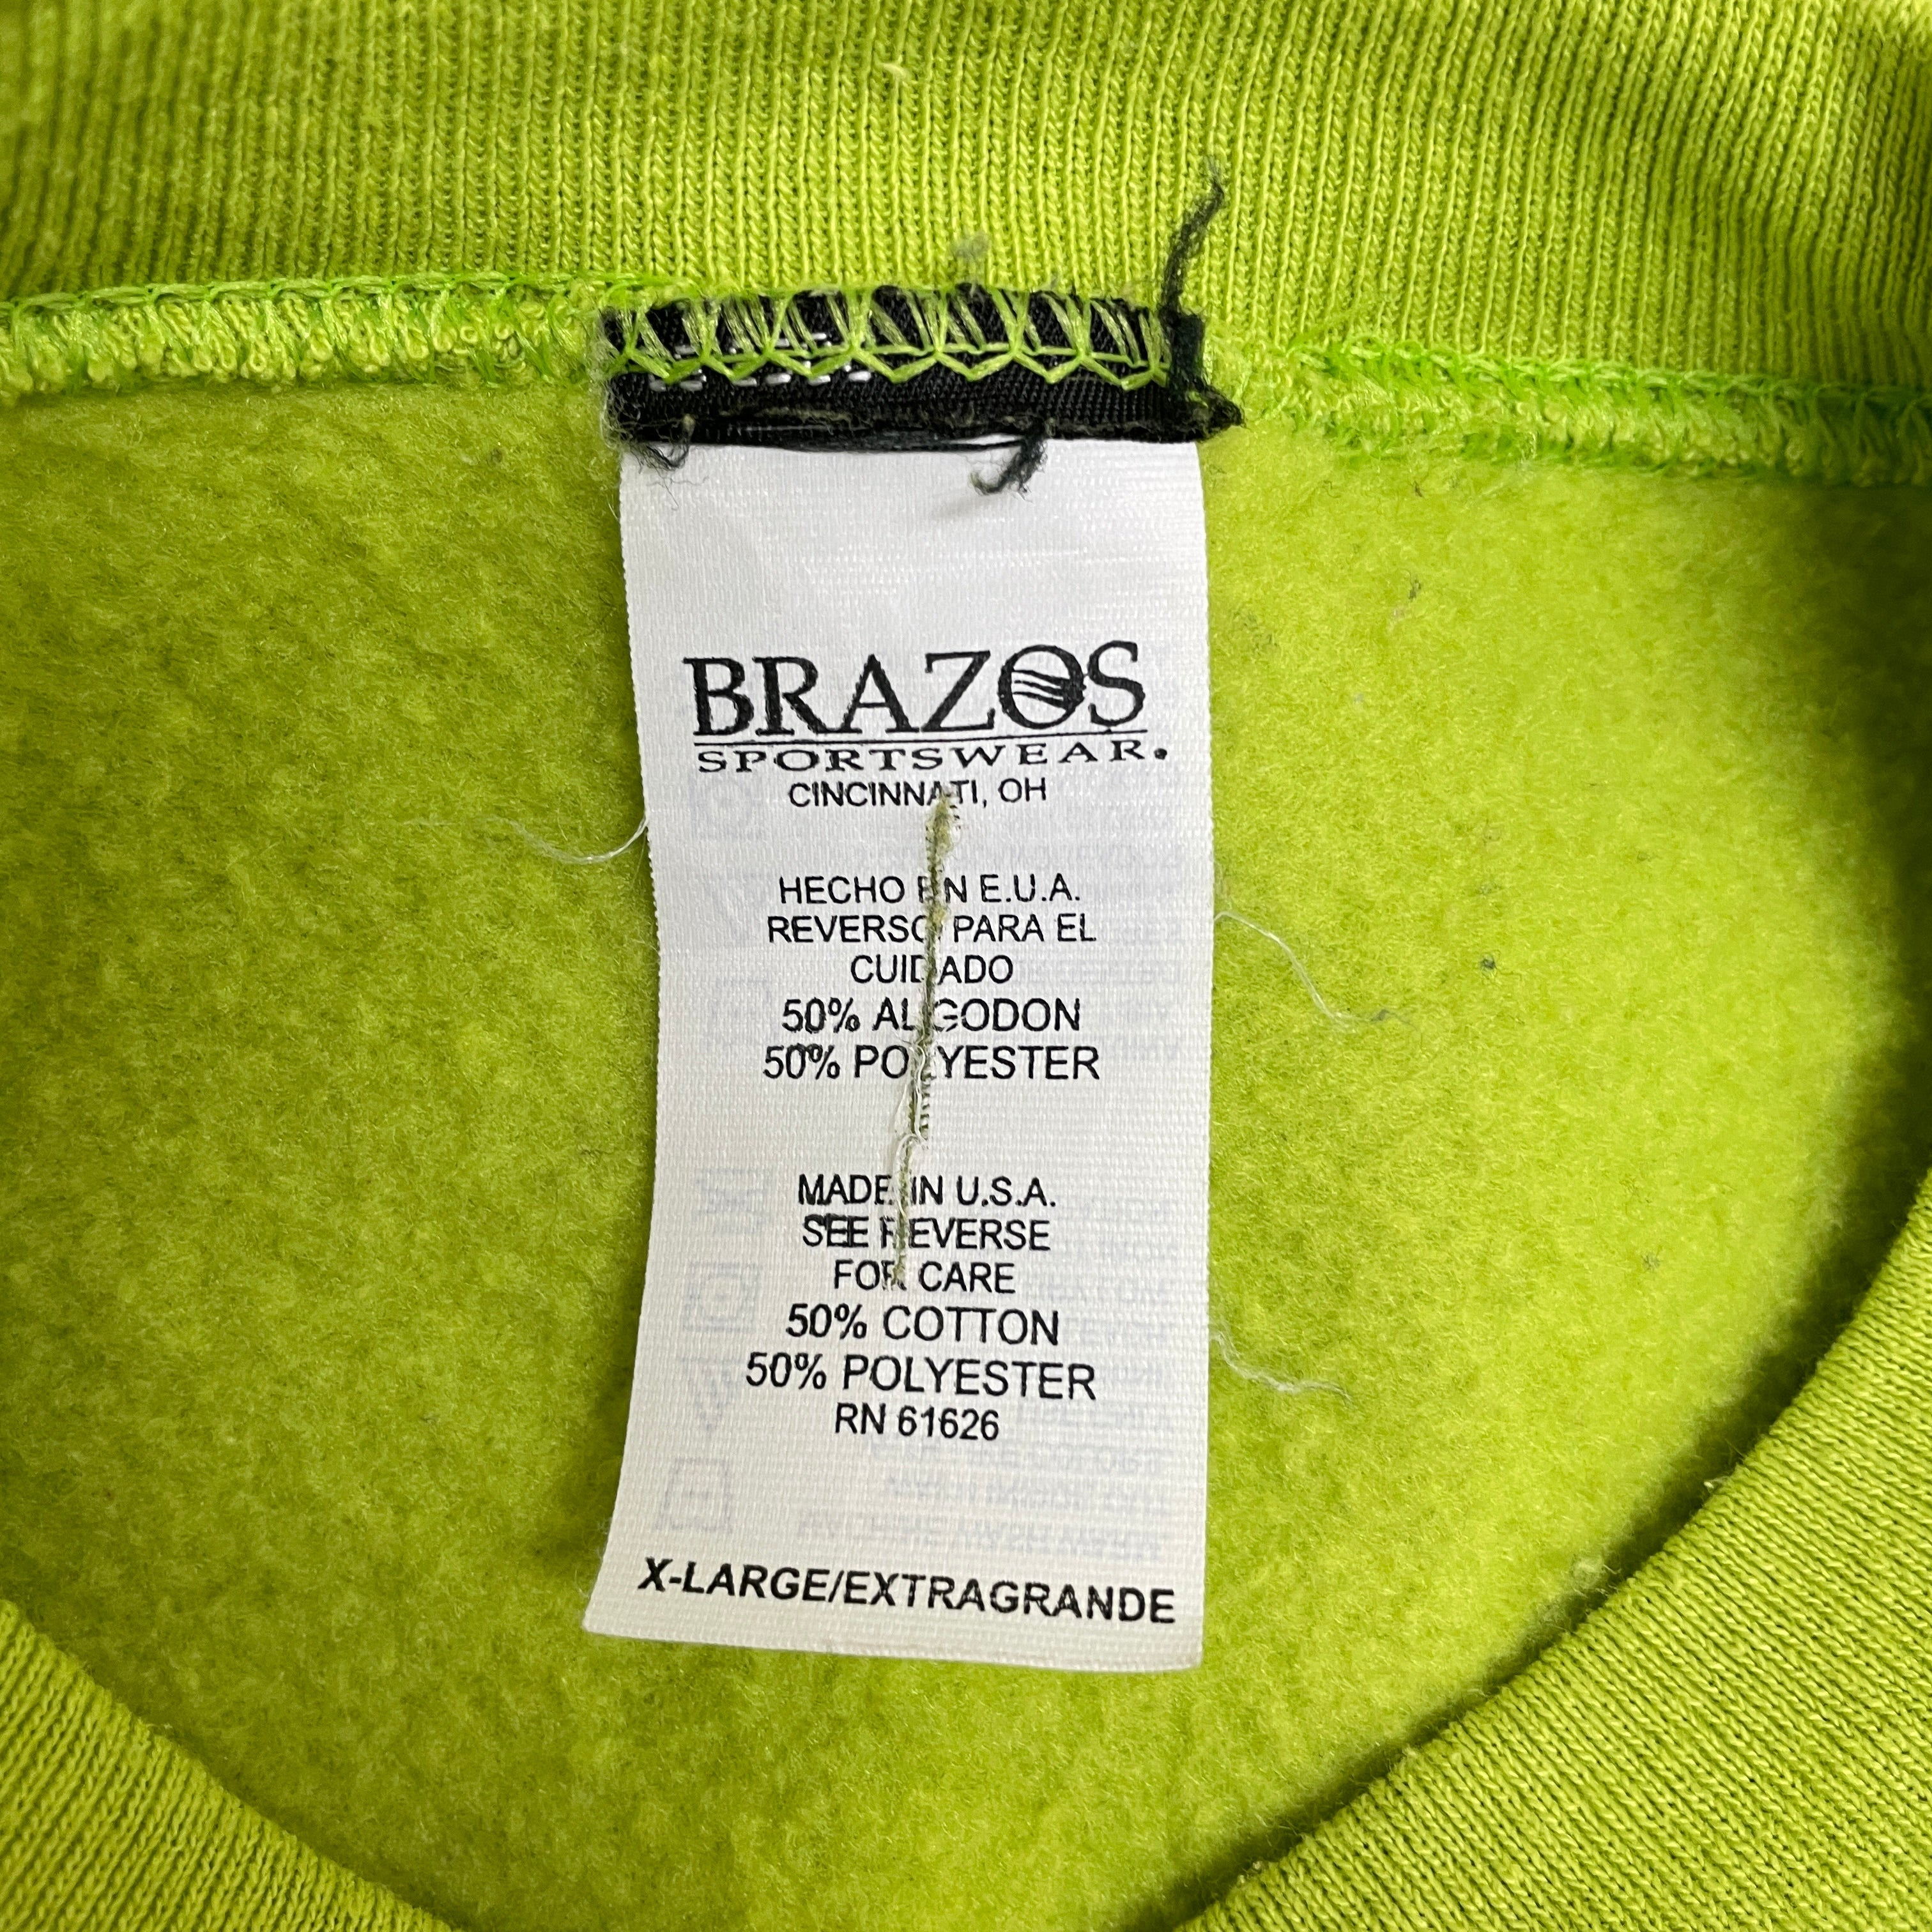 BRAZOS
SPORTSWEAR.
CINCINNATI, OH
HECHO EN E.U.A.
REVERSO PARA EL
CUIDADO
50% ALGODON
50% POLYESTER
MADE IN U.S.A.
SEE REVERSE
FOR CARE
50% COTTON
50% POLYESTER
RN 61626
X-LARGE/EXTRAGRANDE